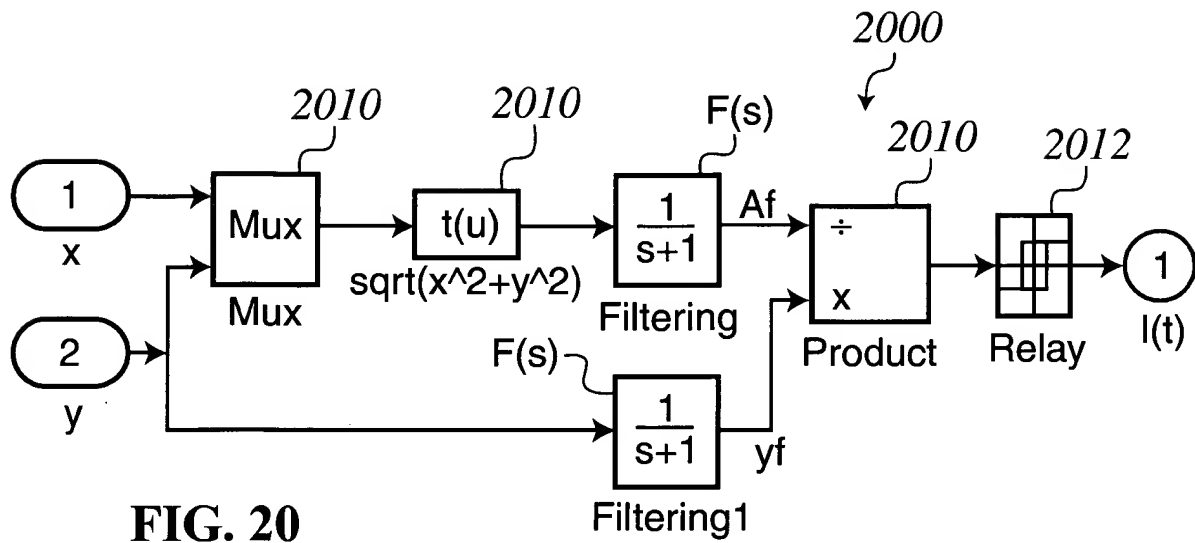 2000
2010
2010
F(s)
2010
2012
1
x
Mux
Mux
t(u)
sqrt(x^2+y^2)
1
s+1
Filtering
Af
÷
x
Product
Relay
1
l(t)
2
y
F(s)
1
s+1
Filtering1
yf
FIG. 20